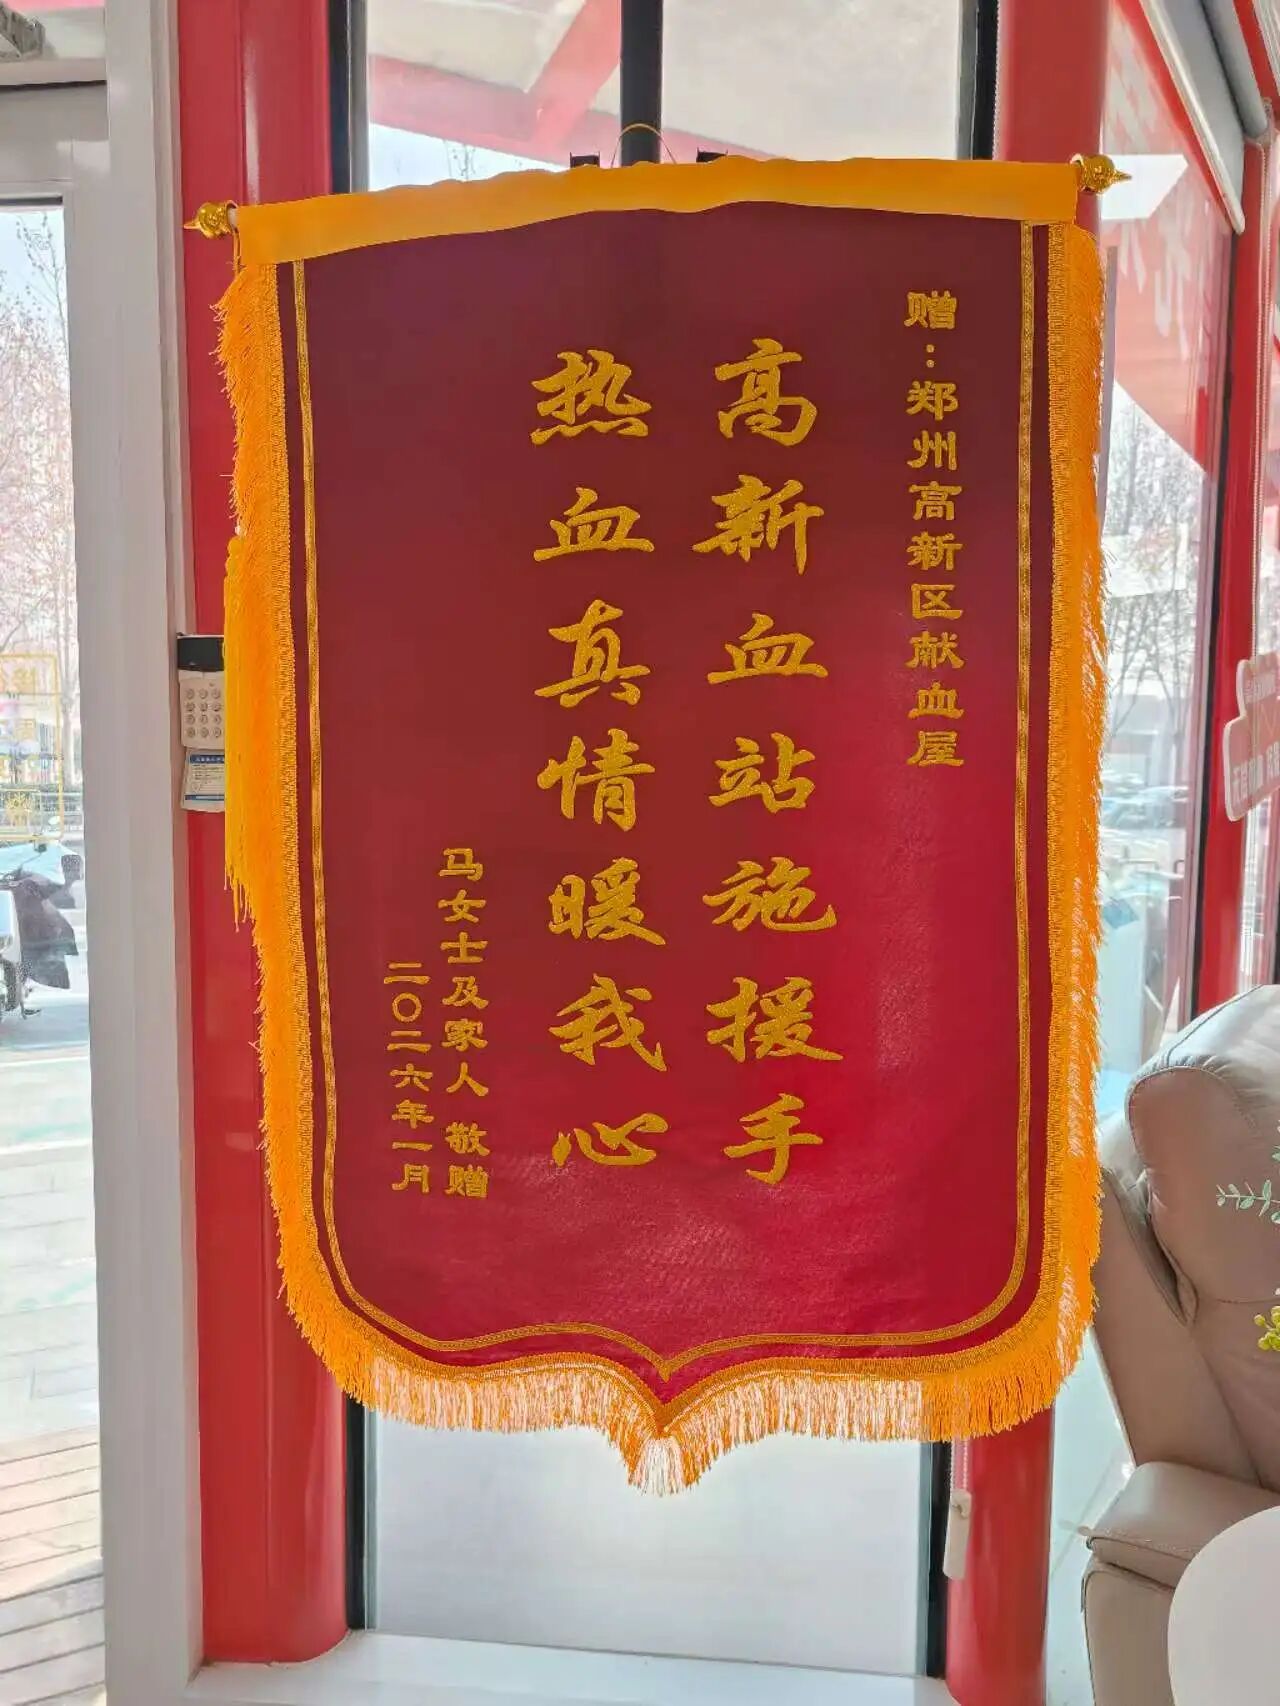 赠：郑州高新区献血屋
高新血站施援手
热血真情暖我心
马女士及家人 敬赠
二〇二六年一月